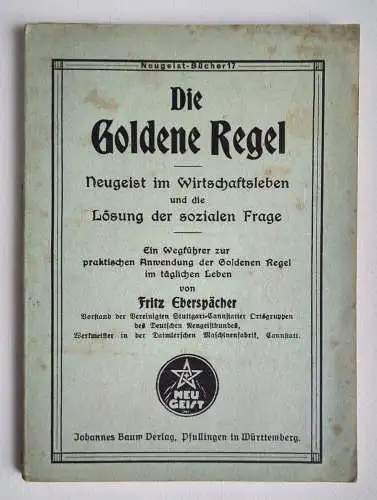 Neugeist-Bücher 17
Die
Goldene Regel
Neugeist im Wirtschaftsleben
und die
Lösung der sozialen Frage
Ein Wegführer zur
praktischen Anwendung der Goldenen Regel
im täglichen Leben
von
Fritz Eberspächer
Vorstand der Vereinigten Stuttgart-Cannstatter Ortsgruppen
des Deutschen Neugeistbundes,
Werkmeister in der Daimlerschen Maschinenfabrik, Cannstatt.
NEU
GEIST
Johannes Baum Verlag, Pfullingen in Württemberg.